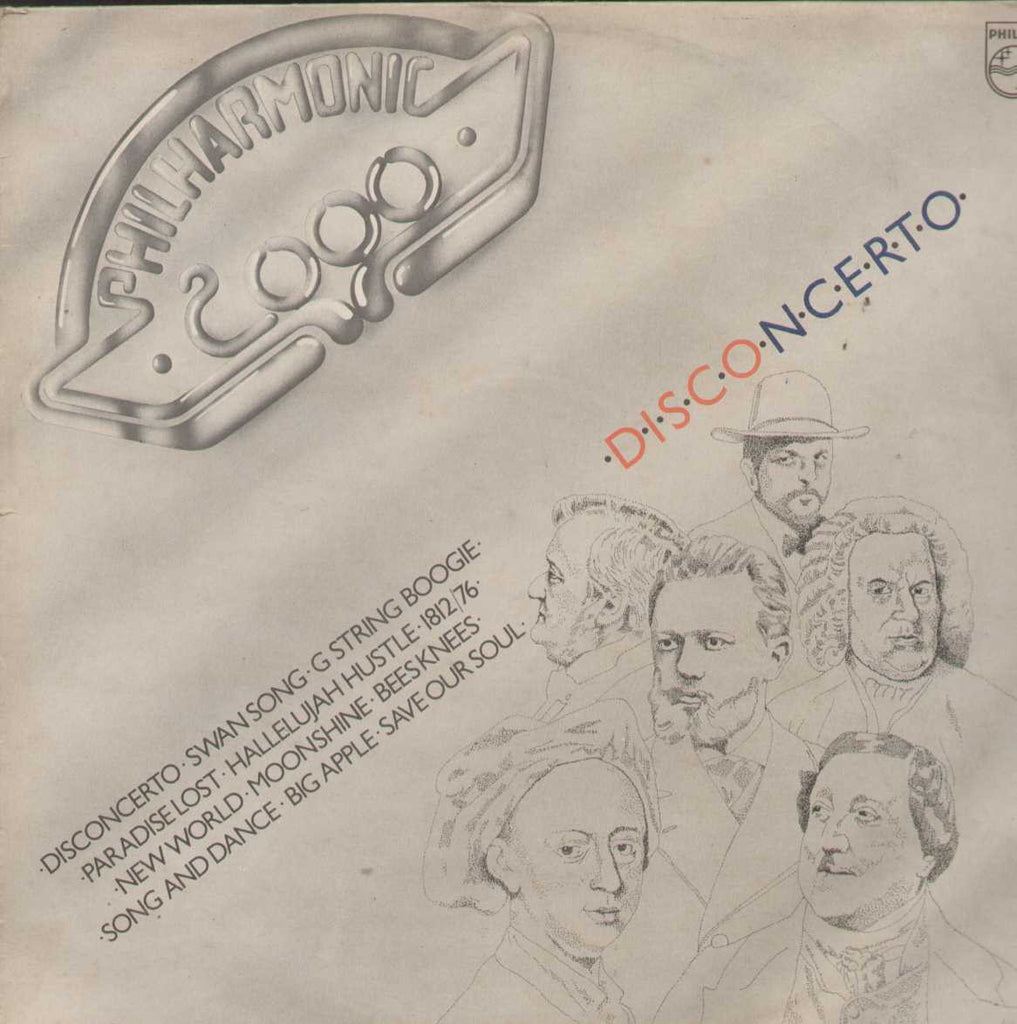 PHILHARMONIC
2000
PHIL
·D·I·S·C·O·N·C·E·R·T·O·
·DISCONCERTO·SWAN SONG·G STRING BOOGIE·
·PARADISE LOST·HALLELUJAH HUSTLE·1812/76·
·NEW WORLD·MOONSHINE·BEES KNEES·
·SONG AND DANCE·BIG APPLE·SAVE OUR SOUL·